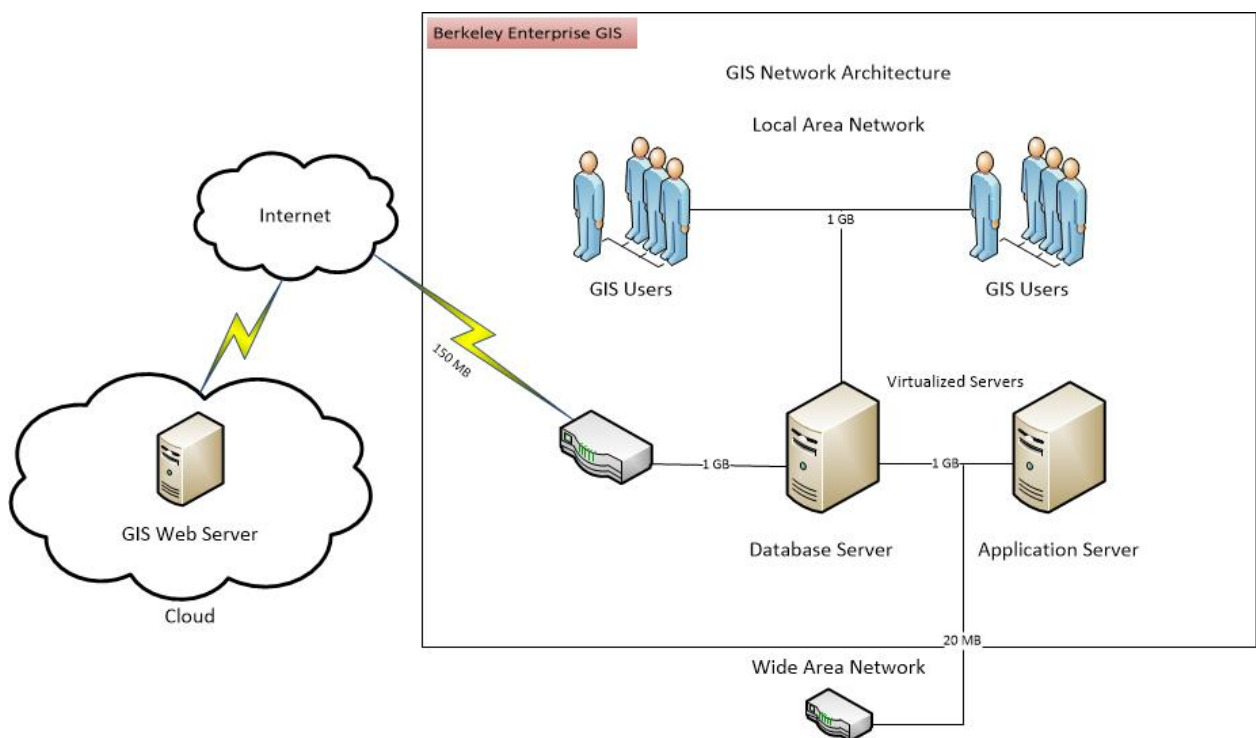 Berkeley Enterprise GIS
GIS Network Architecture
Local Area Network
Internet
1 GB
GIS Users
GIS Users
150 MB
Virtualized Servers
1 GB
1 GB
GIS Web Server
Database Server
Application Server
Cloud
20 MB
Wide Area Network